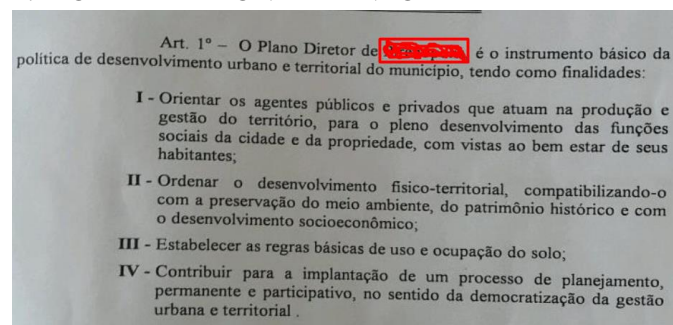 Art. 1º – O Plano Diretor de é o instrumento básico da
política de desenvolvimento urbano e territorial do município, tendo como finalidades:
I - Orientar os agentes públicos e privados que atuam na produção e
gestão do território, para o pleno desenvolvimento das funções
sociais da cidade e da propriedade, com vistas ao bem estar de seus
habitantes;
II - Ordenar o desenvolvimento fisico-territorial, compatibilizando-o
com a preservação do meio ambiente, do patrimônio histórico e com
o desenvolvimento socioeconômico;
III - Estabelecer as regras básicas de uso e ocupação do solo;
IV - Contribuir para a implantação de um processo de planejamento,
permanente e participativo, no sentido da democratização da gestão
urbana e territorial .